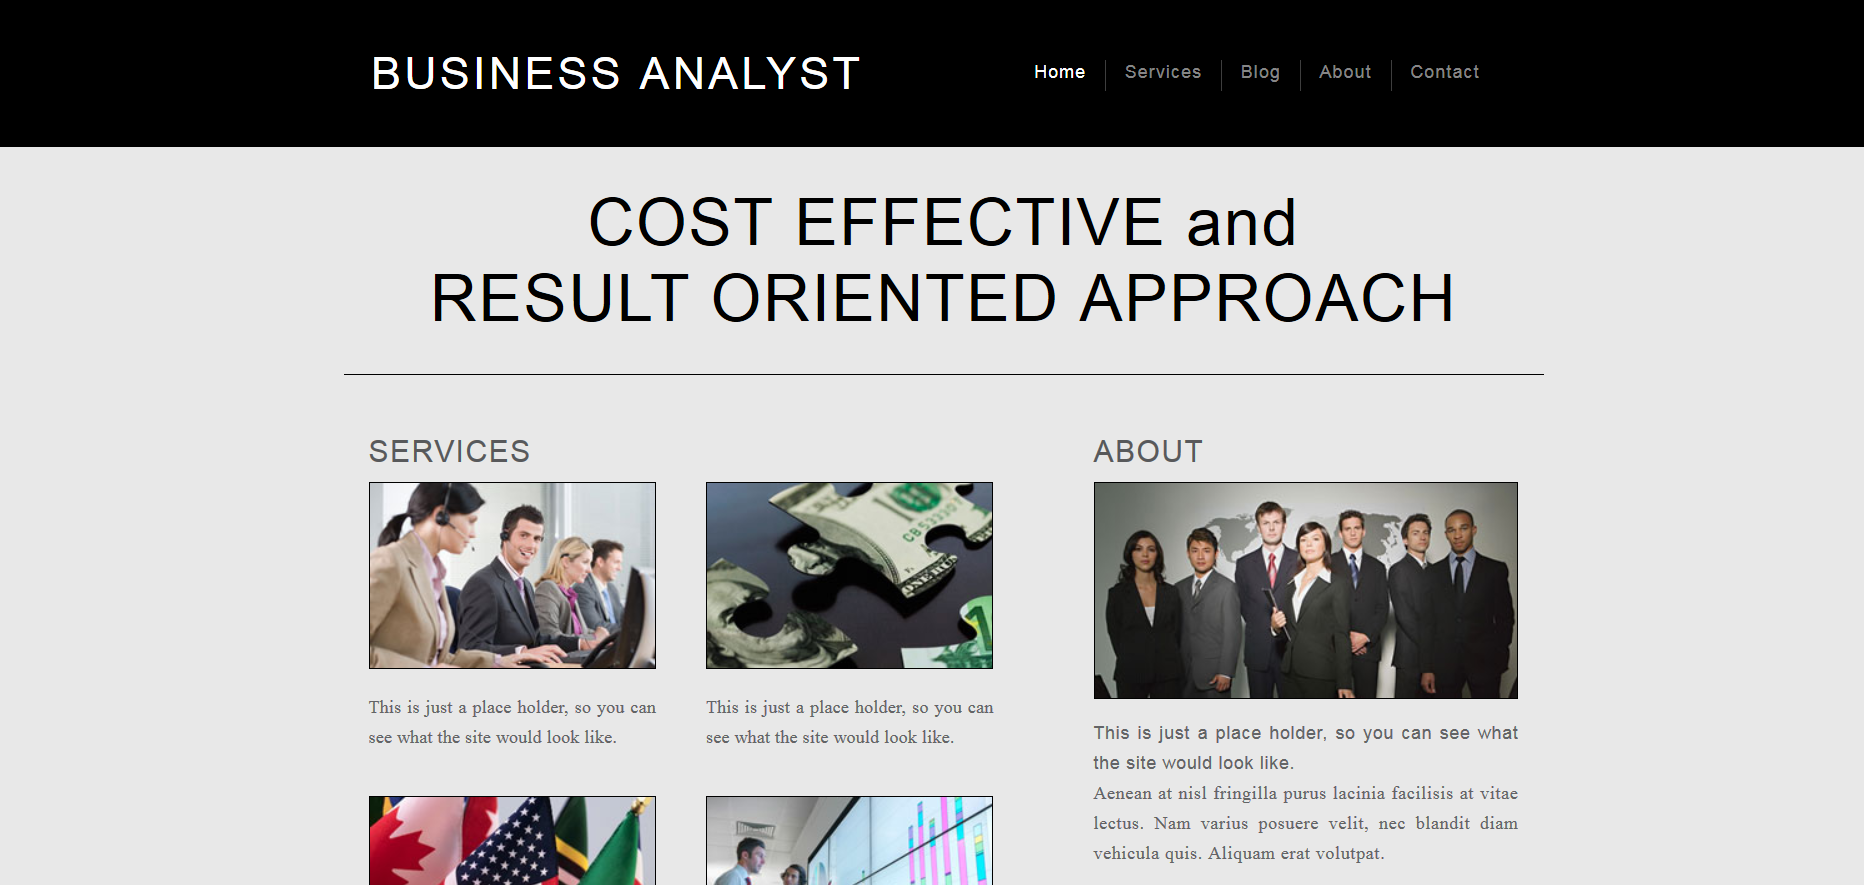 BUSINESS ANALYST
Home
Services
Blog
About
Contact
COST EFFECTIVE and
RESULT ORIENTED APPROACH
SERVICES
CB533307
This is just a place holder, so you can
see what the site would look like.
This is just a place holder, so you can
see what the site would look like.
ABOUT
This is just a place holder, so you can see what
the site would look like.
Aenean at nisl fringilla purus lacinia facilisis at vitae
lectus. Nam varius posuere velit, nec blandit diam
vehicula quis. Aliquam erat volutpat.